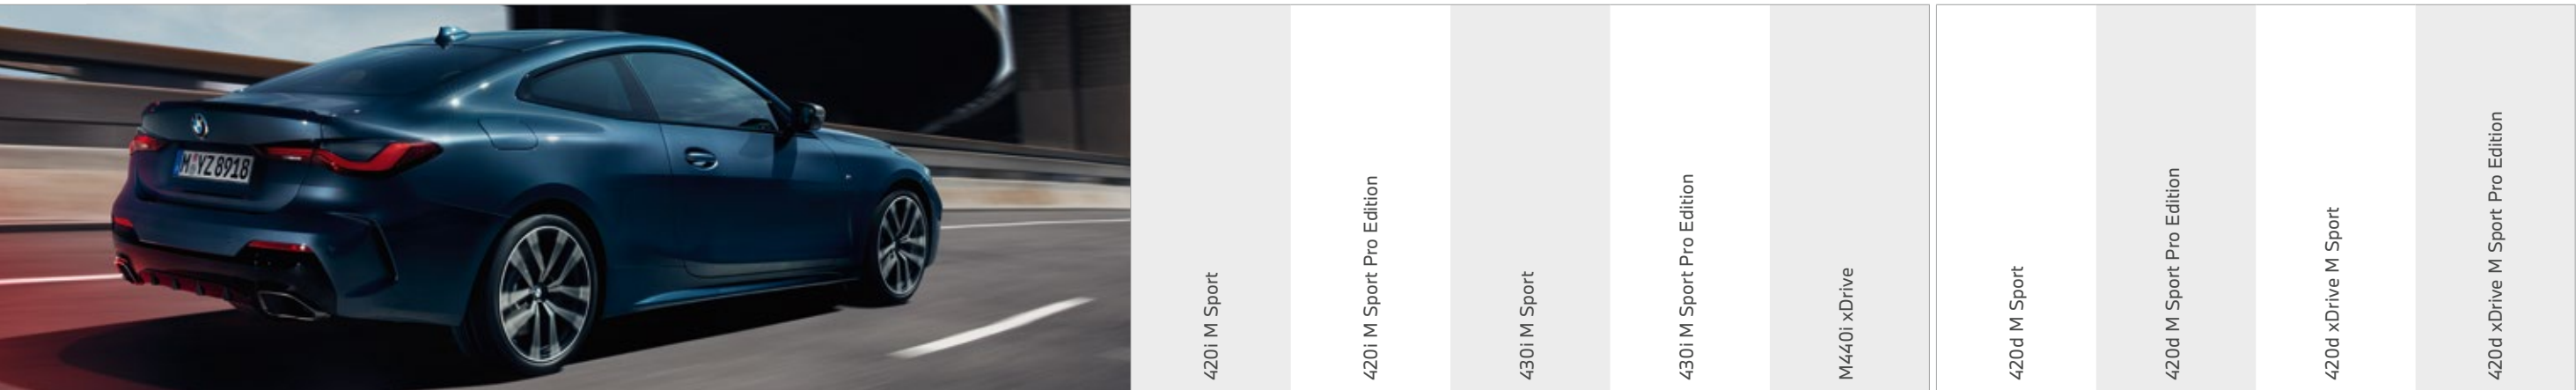 M YZ 8918
420i M Sport
420i M Sport Pro Edition
430i M Sport
430i M Sport Pro Edition
M440i xDrive
420d M Sport
420d M Sport Pro Edition
420d xDrive M Sport
420d xDrive M Sport Pro Edition